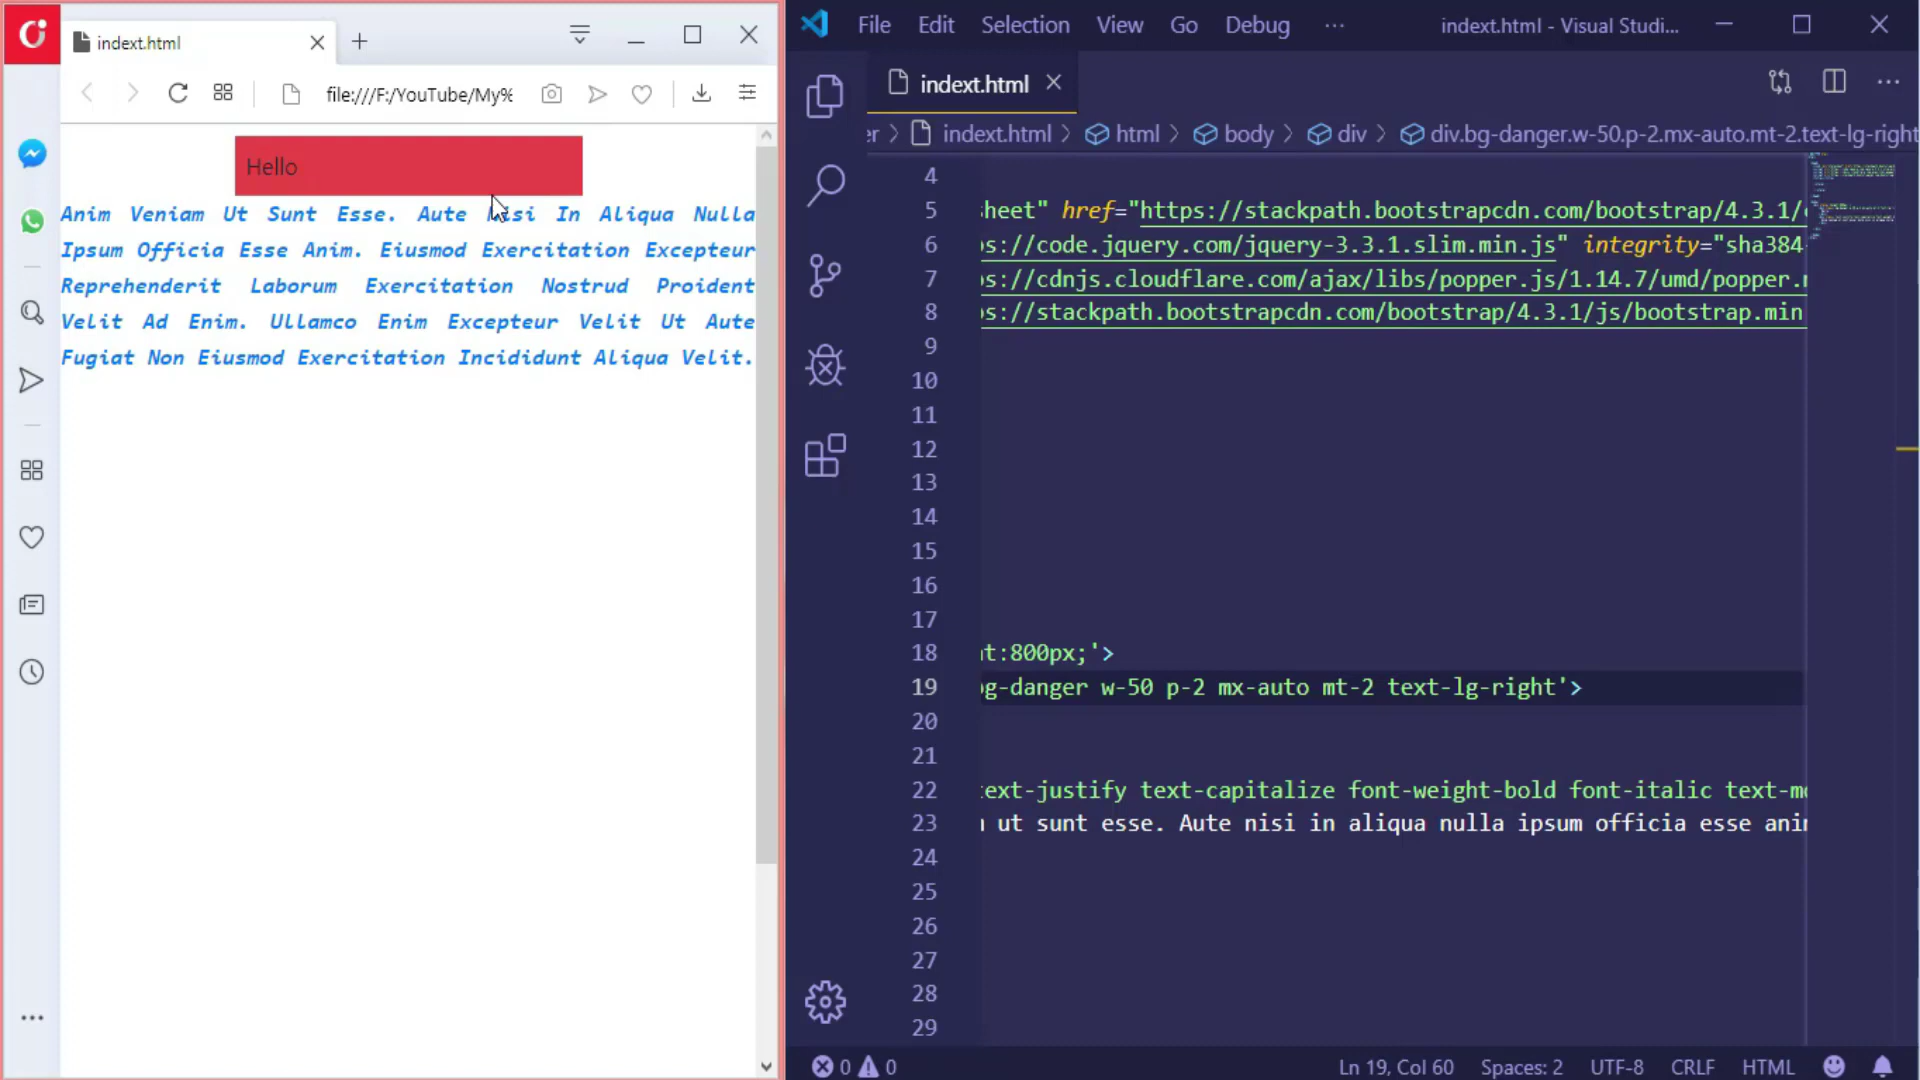 indext.html
file:///F:/YouTube/My%
Hello
Anim Veniam Ut Sunt Esse. Aute Nisi In Aliqua Nulla
Ipsum Officia Esse Anim. Eiusmod Exercitation Excepteur
Reprehenderit Laborum Exercitation Nostrud Proident
Velit Ad Enim. Ullamco Enim Excepteur Velit Ut Aute
Fugiat Non Eiusmod Exercitation Incididunt Aliqua Velit.
File Edit Selection View Go Debug ··· indext.html - Visual Studi...
indext.html
er > indext.html > html > body > div > div.bg-danger.w-50.p-2.mx-auto.mt-2.text-lg-right
4
5 sheet" href="https://stackpath.bootstrapcdn.com/bootstrap/4.3.1/
6 ps://code.jquery.com/jquery-3.3.1.slim.min.js" integrity="sha384
7 ps://cdnjs.cloudflare.com/ajax/libs/popper.js/1.14.7/umd/popper.
8 ps://stackpath.bootstrapcdn.com/bootstrap/4.3.1/js/bootstrap.min
9
10
11
12
13
14
15
16
17
18 ht:800px;'>
19 bg-danger w-50 p-2 mx-auto mt-2 text-lg-right'>
20
21
22 text-justify text-capitalize font-weight-bold font-italic text-mo
23 ut sunt esse. Aute nisi in aliqua nulla ipsum officia esse ani
24
25
26
27
28
29
0 0 Ln 19, Col 60 Spaces: 2 UTF-8 CRLF HTML